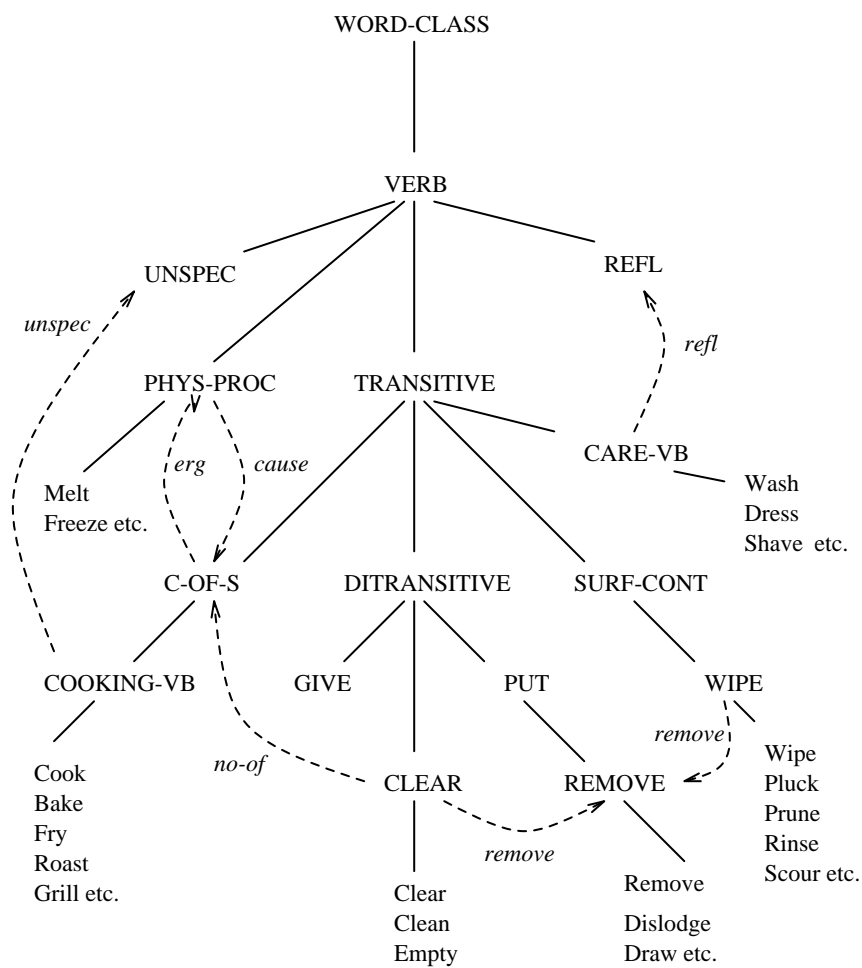 WORD-CLASS
VERB
UNSPEC
REFL
unspec
refl
PHYS-PROC
TRANSITIVE
erg
cause
CARE-VB
Melt
Freeze etc.
Wash
Dress
Shave etc.
C-OF-S
DITRANSITIVE
SURF-CONT
COOKING-VB
GIVE
PUT
WIPE
no-of
remove
CLEAR
REMOVE
remove
Cook
Bake
Fry
Roast
Grill etc.
Wipe
Pluck
Prune
Rinse
Scour etc.
Clear
Clean
Empty
Remove
Dislodge
Draw etc.